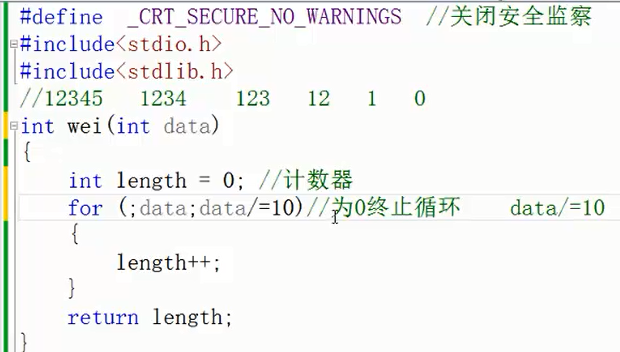 #define  _CRT_SECURE_NO_WARNINGS  //关闭安全监察
#include<stdio.h>
#include<stdlib.h>
//12345   1234    123   12   1   0
int wei(int data)
{
    int length = 0; //计数器
    for (;data;data/=10)//为0终止循环    data/=10
    {
        length++;
    }
    return length;
}